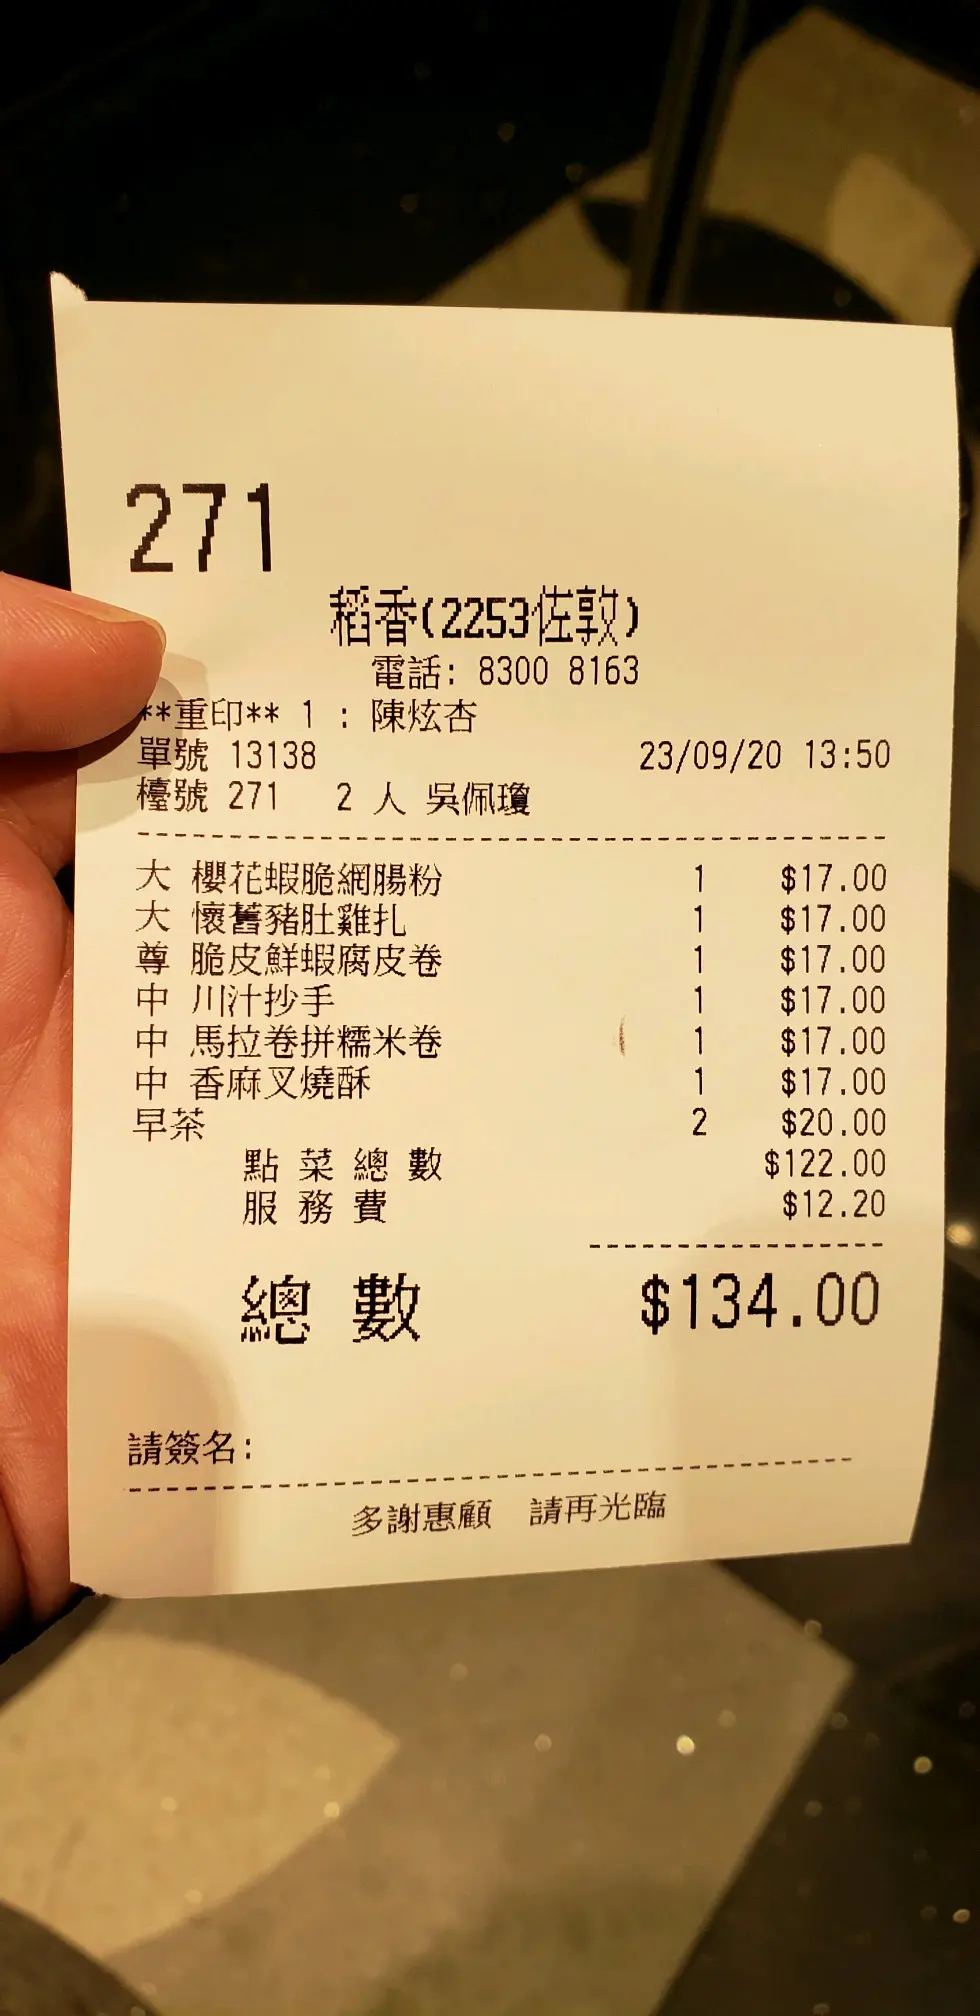 271
稻香(2253佐敦)
電話: 8300 8163
**重印** 1 : 陳炫杏
單號 13138 23/09/20 13:50
檯號 271 2 人 吳佩瓊
大 櫻花蝦脆網腸粉 1 $17.00
大 懷舊豬肚雞扎 1 $17.00
尊 脆皮鮮蝦腐皮卷 1 $17.00
中 川汁抄手 1 $17.00
中 馬拉卷拼糯米卷 1 $17.00
中 香麻叉燒酥 1 $17.00
早茶 2 $20.00
點 菜 總 數 $122.00
服 務 費 $12.20
總 數 $134.00
請簽名:
多謝惠顧 請再光臨